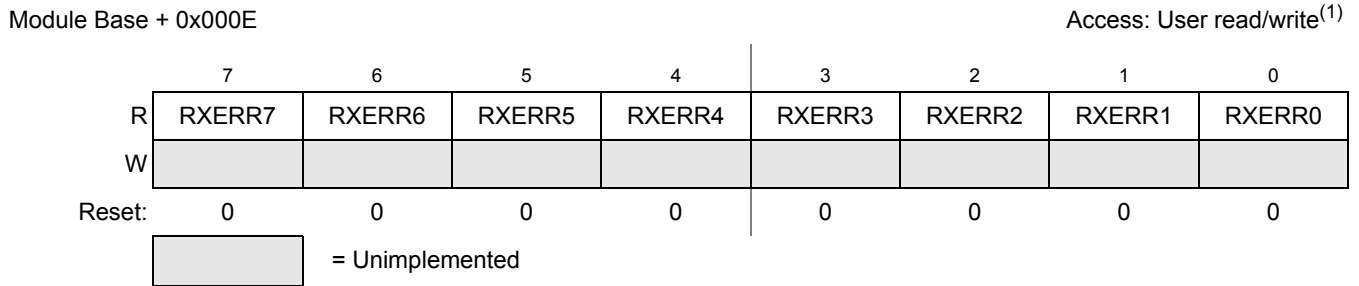 Module Base + 0x000E Access: User read/write(1)
7 6 5 4 3 2 1 0
R RXERR7 RXERR6 RXERR5 RXERR4 RXERR3 RXERR2 RXERR1 RXERR0
W
Reset: 0 0 0 0 0 0 0 0
= Unimplemented